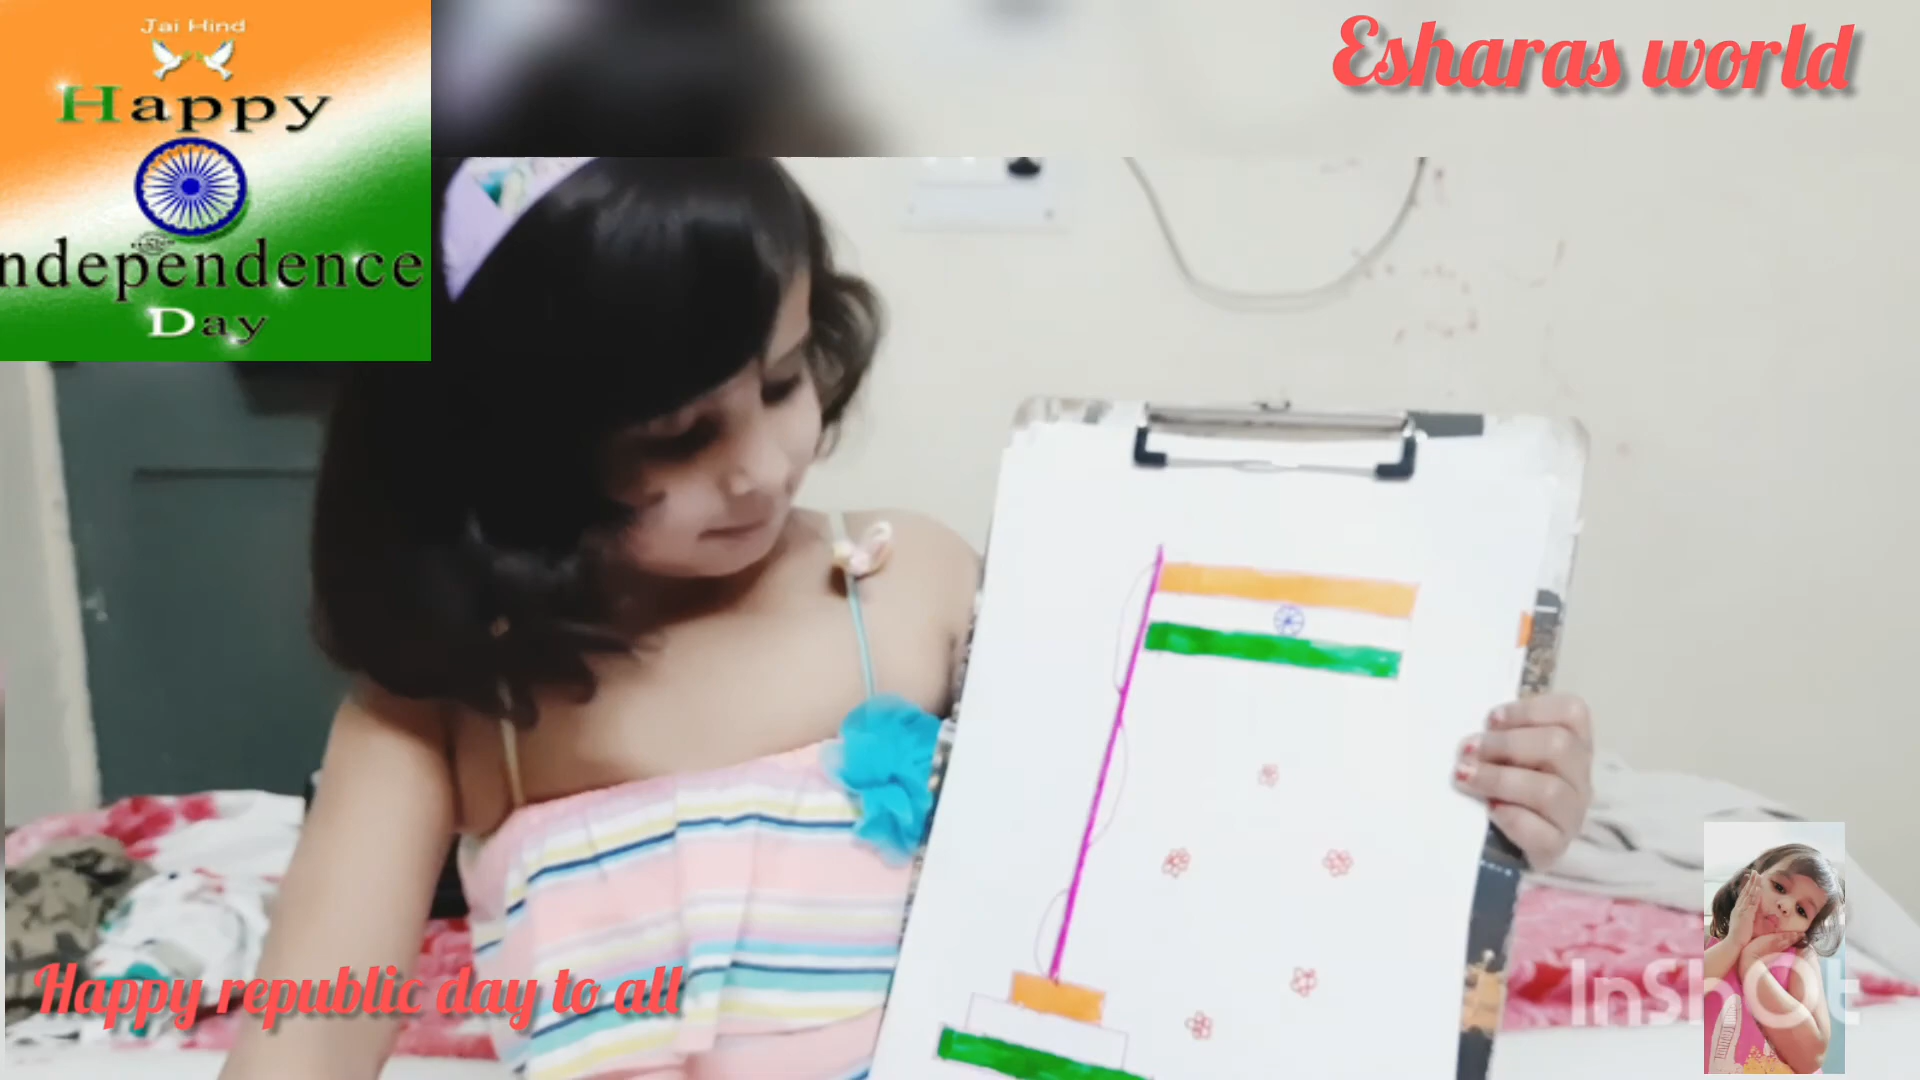 Jai Hind
Happy
ndependence
Day
Esharas world
Happy republic day to all
InShOt